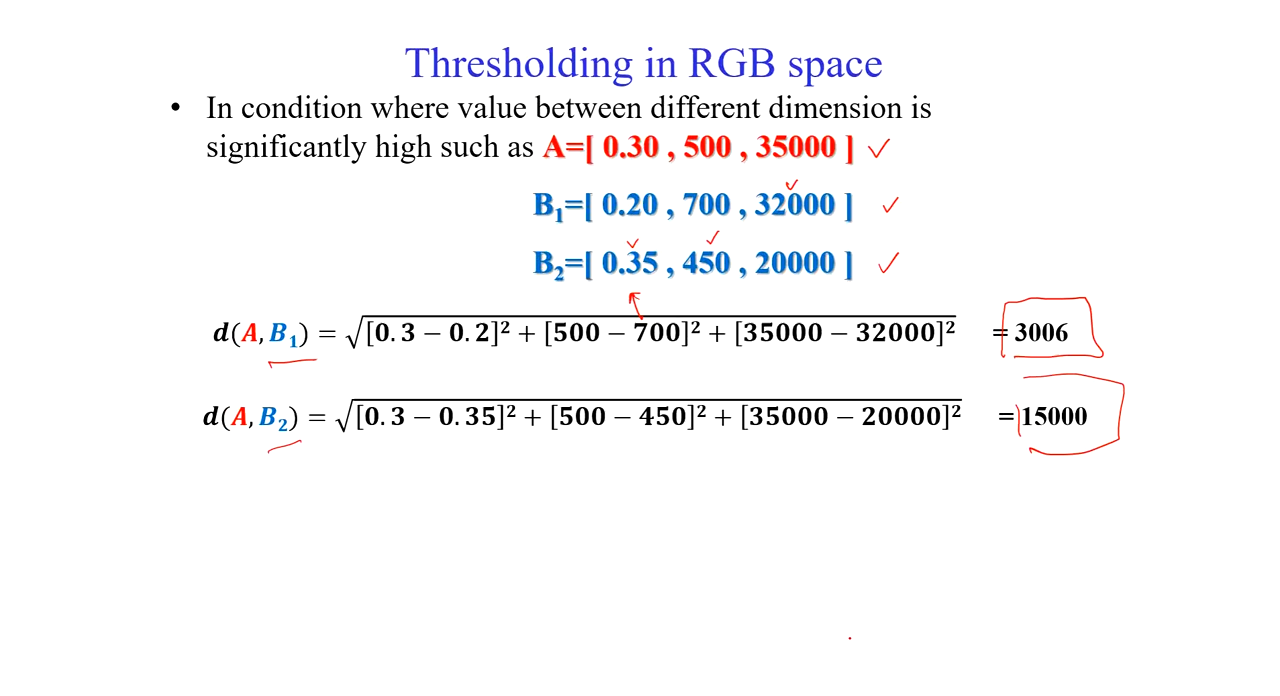 Thresholding in RGB space
• In condition where value between different dimension is
significantly high such as A=[ 0.30 , 500 , 35000 ] ✓
B₁=[ 0.20 , 700 , 32000 ] ✓
B₂=[ 0.35 , 450 , 20000 ] ✓
d(A, B₁) = √[0.3 − 0.2]² + [500 − 700]² + [35000 − 32000]² = 3006
d(A, B₂) = √[0.3 − 0.35]² + [500 − 450]² + [35000 − 20000]² = 15000